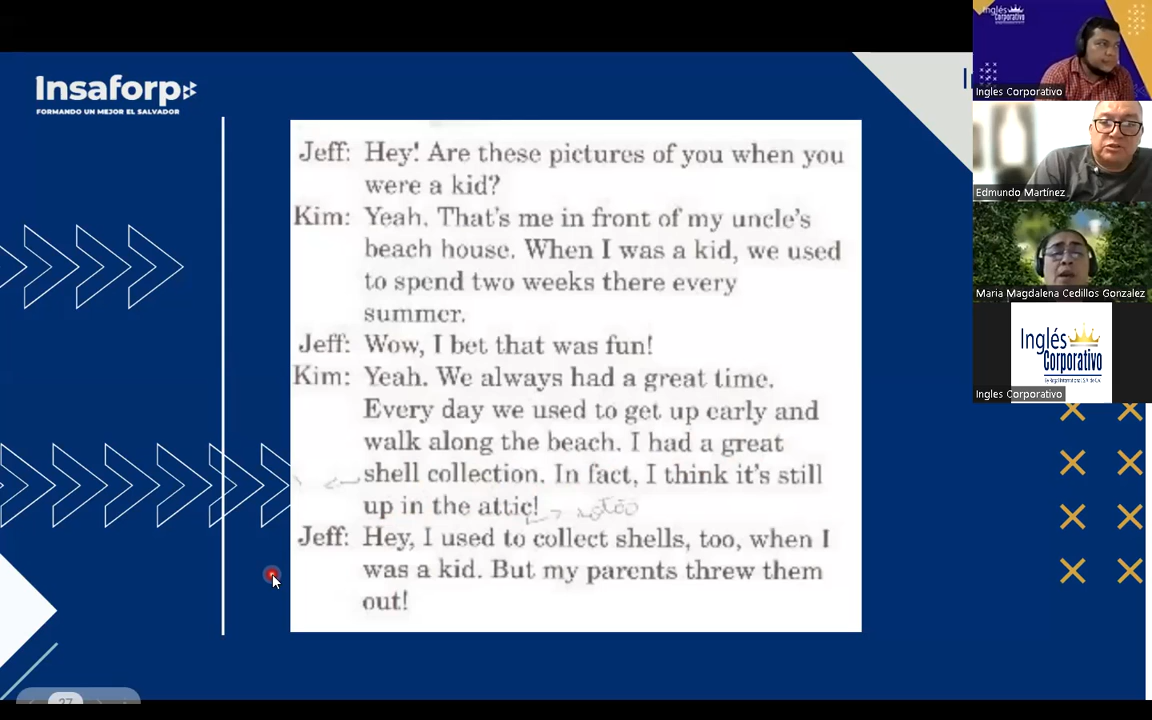 Insaforp
FORMANDO UN MEJOR EL SALVADOR
Jeff: Hey! Are these pictures of you when you
were a kid?
Kim: Yeah. That's me in front of my uncle's
beach house. When I was a kid, we used
to spend two weeks there every
summer.
Jeff: Wow, I bet that was fun!
Kim: Yeah. We always had a great time.
Every day we used to get up early and
walk along the beach. I had a great
shell collection. In fact, I think it's still
up in the attic!
Jeff: Hey, I used to collect shells, too, when I
was a kid. But my parents threw them
out!
27
Inglés
Corporativo
Ingles Corporativo
Edmundo Martínez
Maria Magdalena Cedillos Gonzalez
Inglés
Corporativo
Ingles Corporativo